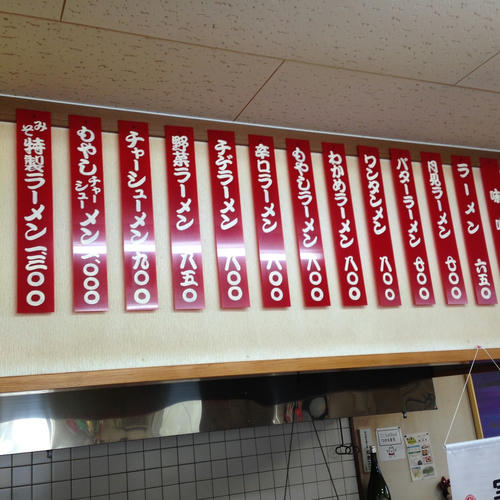 味
ラーメン 六五〇
月見ラーメン 七〇〇
バターラーメン 七〇〇
ワンタンメン 八〇〇
わかめラーメン 八〇〇
もやしラーメン 八〇〇
辛口ラーメン 八〇〇
チゲラーメン 八〇〇
野菜ラーメン 八五〇
チャーシューメン 九〇〇
もやしチャーシューメン 一、〇〇〇
みそ特製ラーメン 一、三〇〇